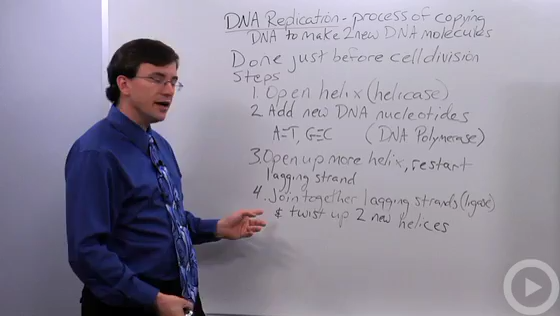 DNA Replication - process of copying
DNA to make 2 new DNA molecules
Done just before cell division
Steps
1. Open helix (helicase)
2. Add new DNA nucleotides
A=T, G≡C (DNA Polymerase)
3. Open up more helix, restart
lagging strand
4. Join together lagging strands (ligase)
& twist up 2 new helices